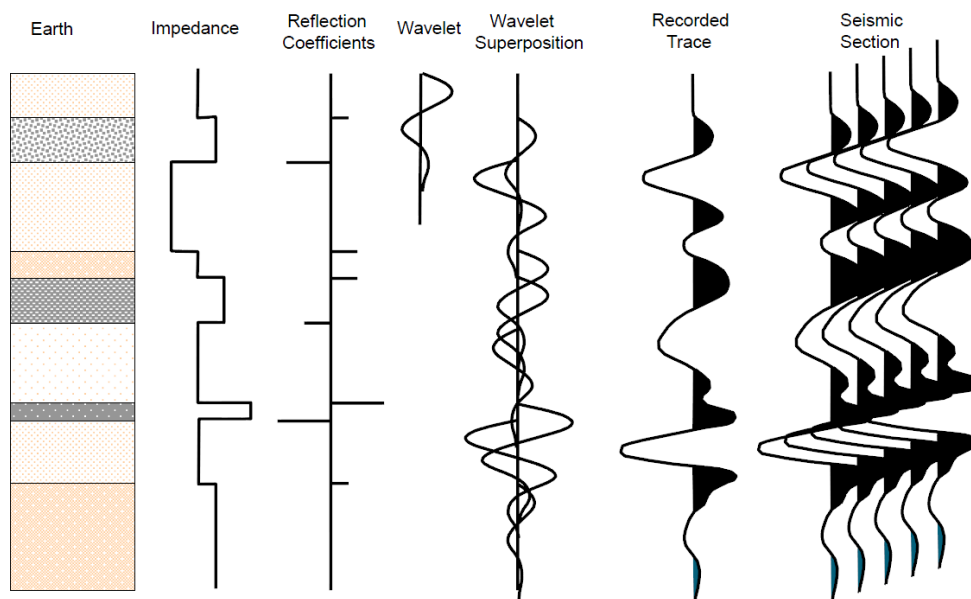 Earth
Impedance
Reflection
Coefficients
Wavelet
Wavelet
Superposition
Recorded
Trace
Seismic
Section